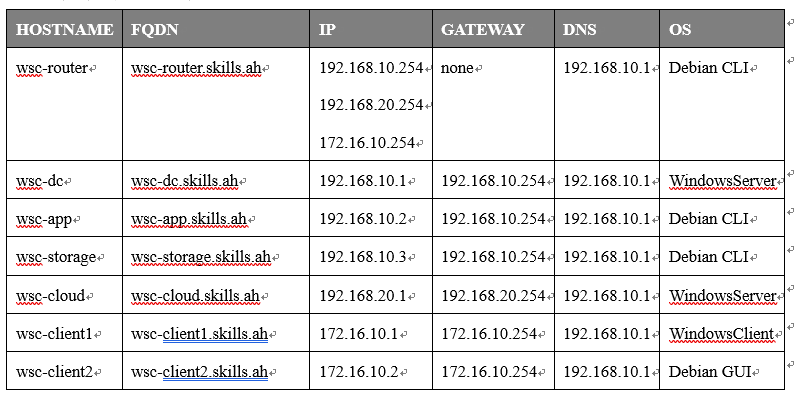 HOSTNAME FQDN IP GATEWAY DNS OS
wsc-router wsc-router.skills.ah 192.168.10.254 none 192.168.10.1 Debian CLI
192.168.20.254
172.16.10.254
wsc-dc wsc-dc.skills.ah 192.168.10.1 192.168.10.254 192.168.10.1 WindowsServer
wsc-app wsc-app.skills.ah 192.168.10.2 192.168.10.254 192.168.10.1 Debian CLI
wsc-storage wsc-storage.skills.ah 192.168.10.3 192.168.10.254 192.168.10.1 Debian CLI
wsc-cloud wsc-cloud.skills.ah 192.168.20.1 192.168.20.254 192.168.10.1 WindowsServer
wsc-client1 wsc-client1.skills.ah 172.16.10.1 172.16.10.254 192.168.10.1 WindowsClient
wsc-client2 wsc-client2.skills.ah 172.16.10.2 172.16.10.254 192.168.10.1 Debian GUI